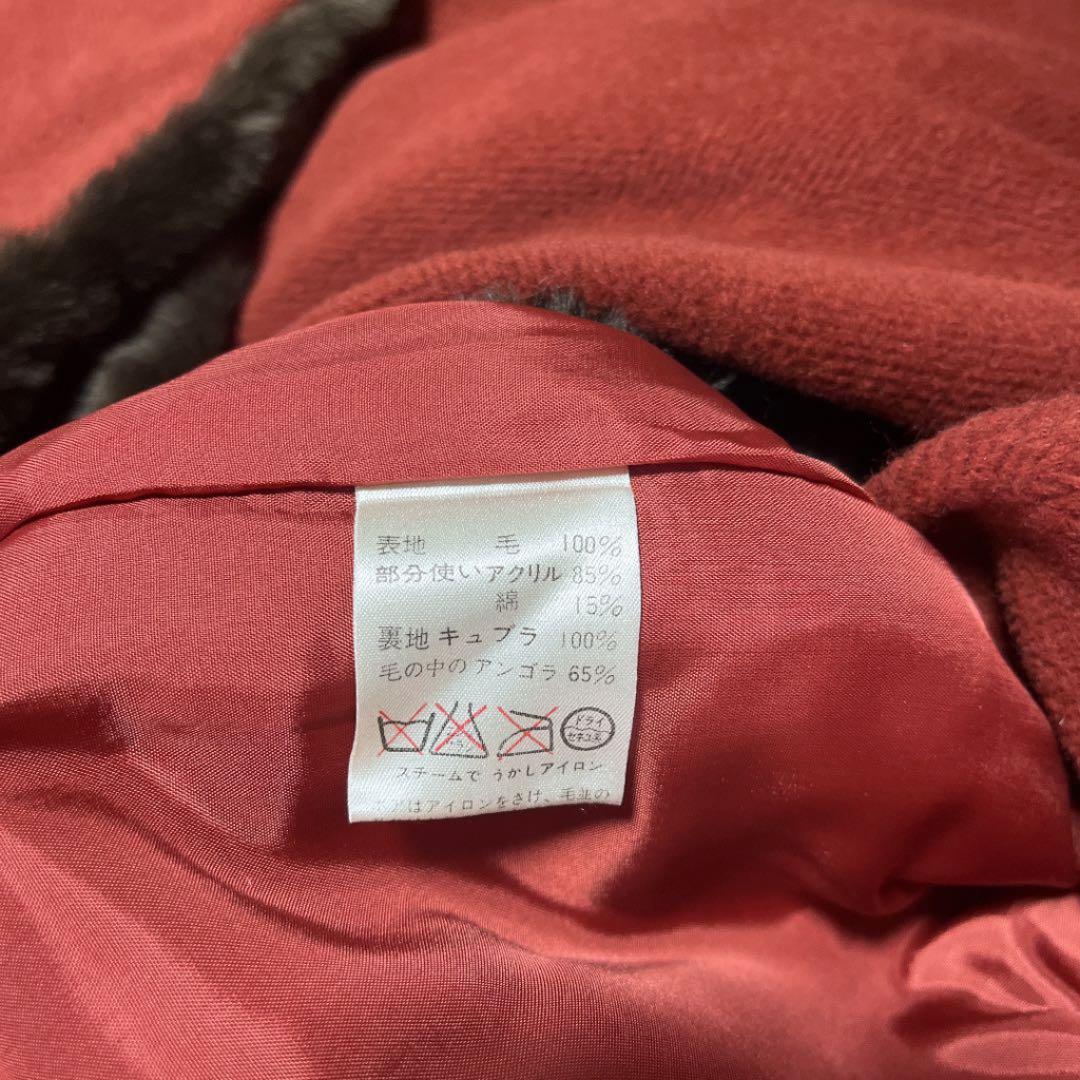 表地 毛 100%
部分使い アクリル 85%
綿 15%
裏地 キュプラ 100%
毛の中の アンゴラ 65%
ドライ
セキユ系
スチームで うかしアイロン
はアイロンをさけ、毛並の